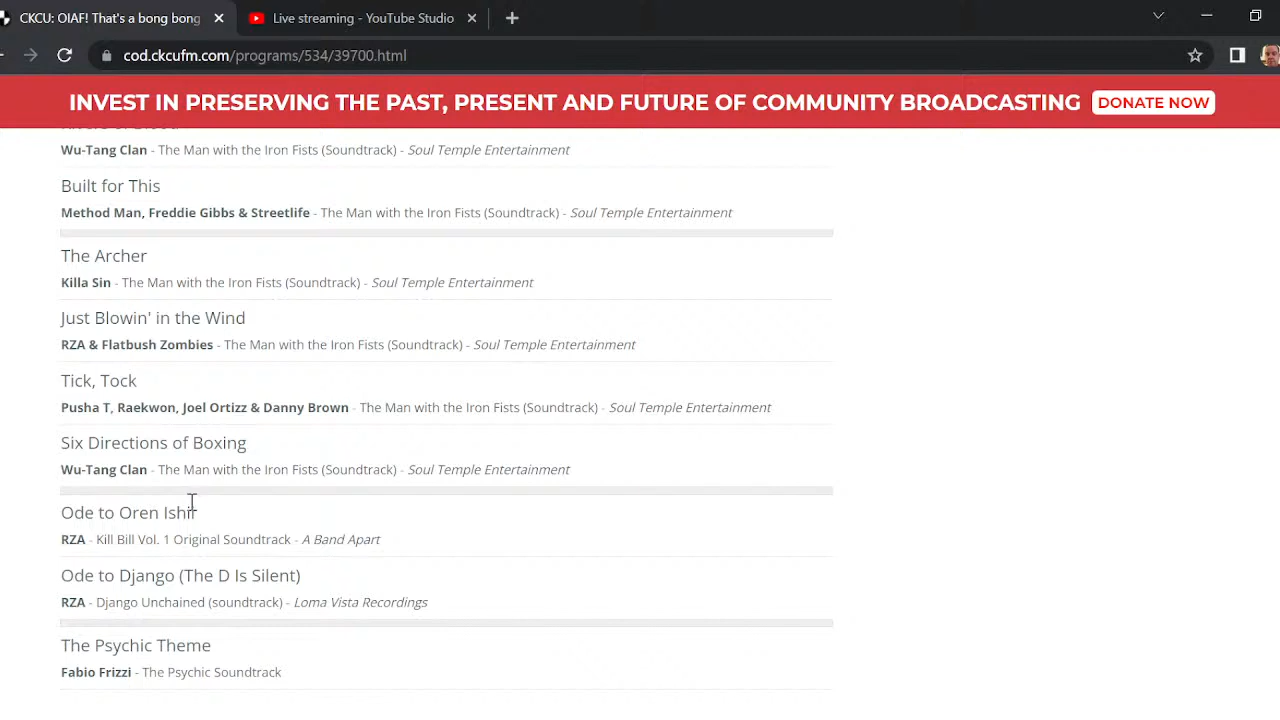 CKCU: OIAF! That's a bong bong
Live streaming - YouTube Studio
cod.ckcufm.com/programs/534/39700.html
INVEST IN PRESERVING THE PAST, PRESENT AND FUTURE OF COMMUNITY BROADCASTING DONATE NOW
Wu-Tang Clan - The Man with the Iron Fists (Soundtrack) - Soul Temple Entertainment
Built for This
Method Man, Freddie Gibbs & Streetlife - The Man with the Iron Fists (Soundtrack) - Soul Temple Entertainment
The Archer
Killa Sin - The Man with the Iron Fists (Soundtrack) - Soul Temple Entertainment
Just Blowin' in the Wind
RZA & Flatbush Zombies - The Man with the Iron Fists (Soundtrack) - Soul Temple Entertainment
Tick, Tock
Pusha T, Raekwon, Joel Ortizz & Danny Brown - The Man with the Iron Fists (Soundtrack) - Soul Temple Entertainment
Six Directions of Boxing
Wu-Tang Clan - The Man with the Iron Fists (Soundtrack) - Soul Temple Entertainment
Ode to Oren Ishii
RZA - Kill Bill Vol. 1 Original Soundtrack - A Band Apart
Ode to Django (The D Is Silent)
RZA - Django Unchained (soundtrack) - Loma Vista Recordings
The Psychic Theme
Fabio Frizzi - The Psychic Soundtrack